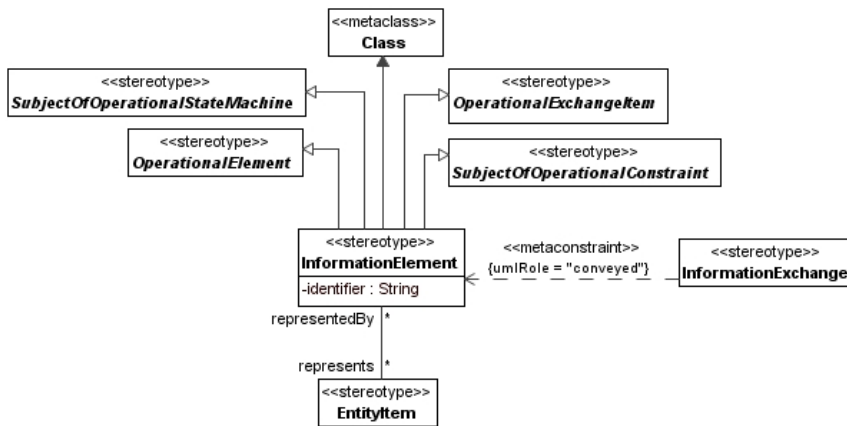 <<metaclass>>
Class
<<stereotype>>
SubjectOfOperationalStateMachine
<<stereotype>>
OperationalExchangeItem
<<stereotype>>
OperationalElement
<<stereotype>>
SubjectOfOperationalConstraint
<<stereotype>>
InformationElement
-identifier : String
<<metaconstraint>>
{umlRole = "conveyed"}
<<stereotype>>
InformationExchange
representedBy *
represents *
<<stereotype>>
EntityItem